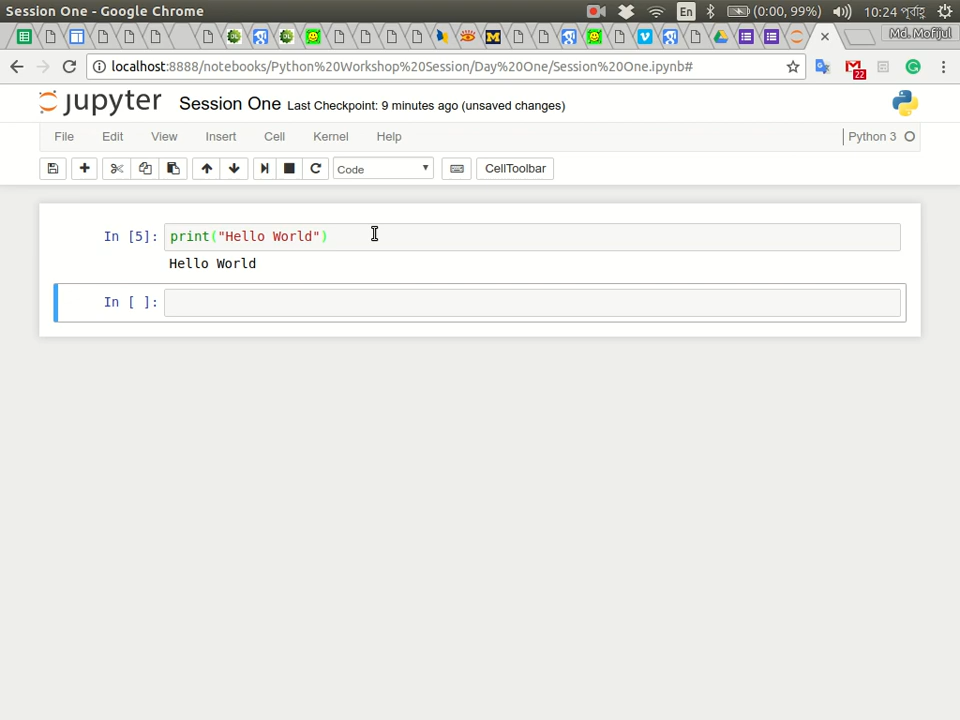 Session One - Google Chrome
En
(0:00, 99%)
10:24 পূর্বাহ্ণ
Md. Mofijul
localhost:8888/notebooks/Python%20Workshop%20Session/Day%20One/Session%20One.ipynb#
22
jupyter Session One Last Checkpoint: 9 minutes ago (unsaved changes)
File Edit View Insert Cell Kernel Help Python 3
Code CellToolbar
In [5]: print("Hello World")
Hello World
In [ ]: